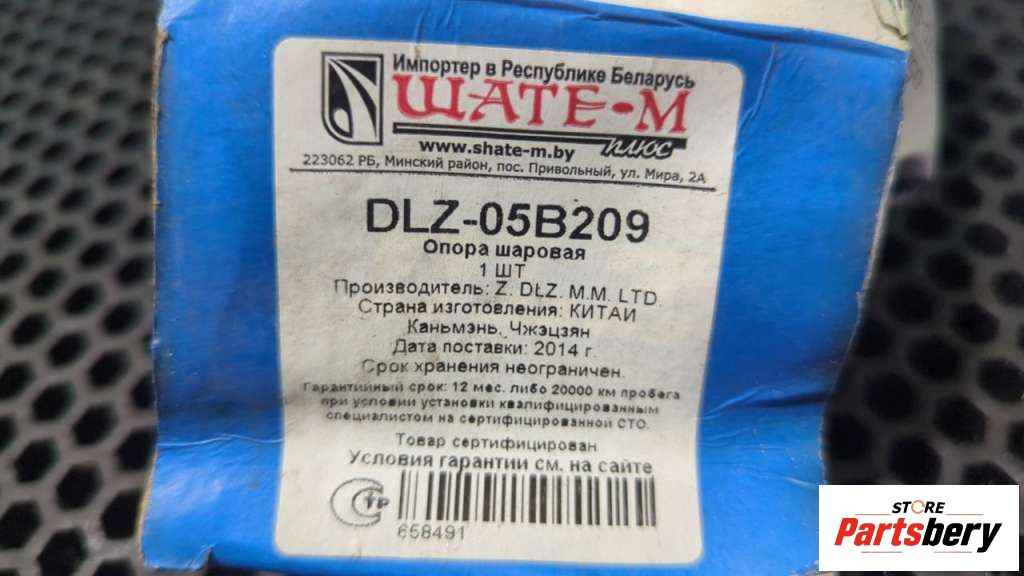 Импортер в Республике Беларусь
ШАТЕ-М
плюс
www.shate-m.by
223062 РБ, Минский район, пос. Привольный, ул. Мира, 2А
DLZ-05B209
Опора шаровая
1 ШТ
Производитель: Z. DLZ. M.M. LTD.
Страна изготовления: КИТАЙ
Каньмэнь, Чжэцзян
Дата поставки: 2014 г.
Срок хранения неограничен.
Гарантийный срок: 12 мес. либо 20000 км пробега
при условии установки квалифицированным
специалистом на сертифицированной СТО.
Товар сертифицирован
Условия гарантии см. на сайте
СТР
658491
STORE
Partsbery